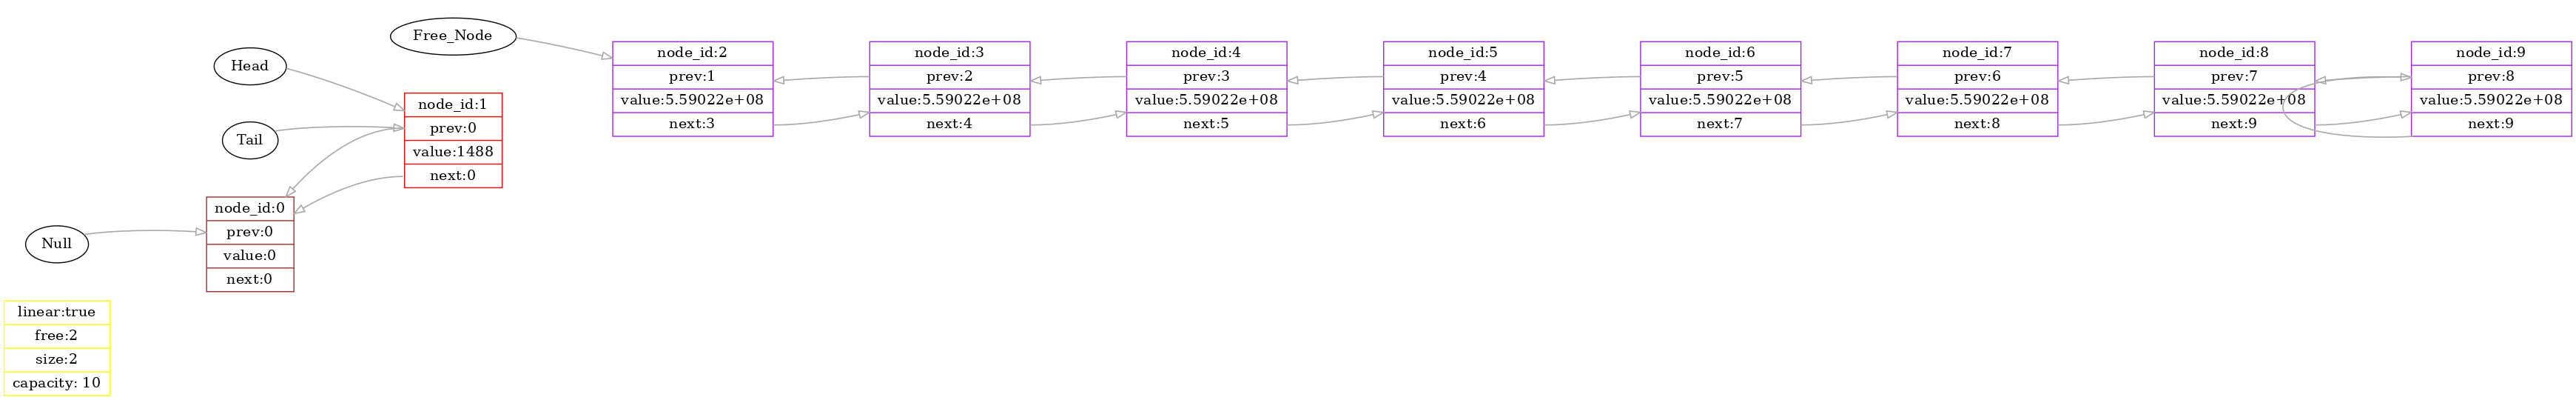 Free_Node
Head
Tail
Null
node_id:0
prev:0
value:0
next:0
node_id:1
prev:0
value:1488
next:0
node_id:2
prev:1
value:5.59022e+08
next:3
node_id:3
prev:2
value:5.59022e+08
next:4
node_id:4
prev:3
value:5.59022e+08
next:5
node_id:5
prev:4
value:5.59022e+08
next:6
node_id:6
prev:5
value:5.59022e+08
next:7
node_id:7
prev:6
value:5.59022e+08
next:8
node_id:8
prev:7
value:5.59022e+08
next:9
node_id:9
prev:8
value:5.59022e+08
next:9
linear:true
free:2
size:2
capacity: 10